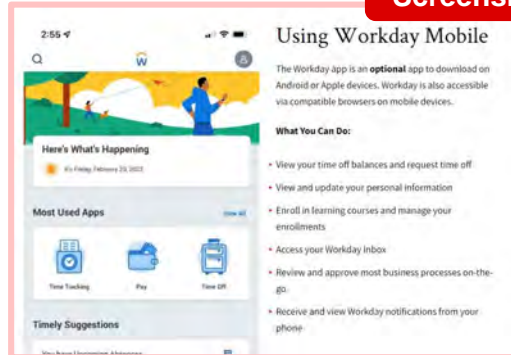 Screens
2:55
Using Workday Mobile
The Workday app is an optional app to download on
Android or Apple devices. Workday is also accessible
via compatible browsers on mobile devices.
What You Can Do:
• View your time off balances and request time off
• View and update your personal information
• Enroll in learning courses and manage your
enrollments
• Access your Workday Inbox
• Review and approve most business processes on-the-
go.
• Receive and view Workday notifications from your
phone
W
Here's What's Happening
It's Friday, February
Most Used Apps
View All
Time Tracking
Pay
Time Off
Timely Suggestions
You have Upcoming Absences